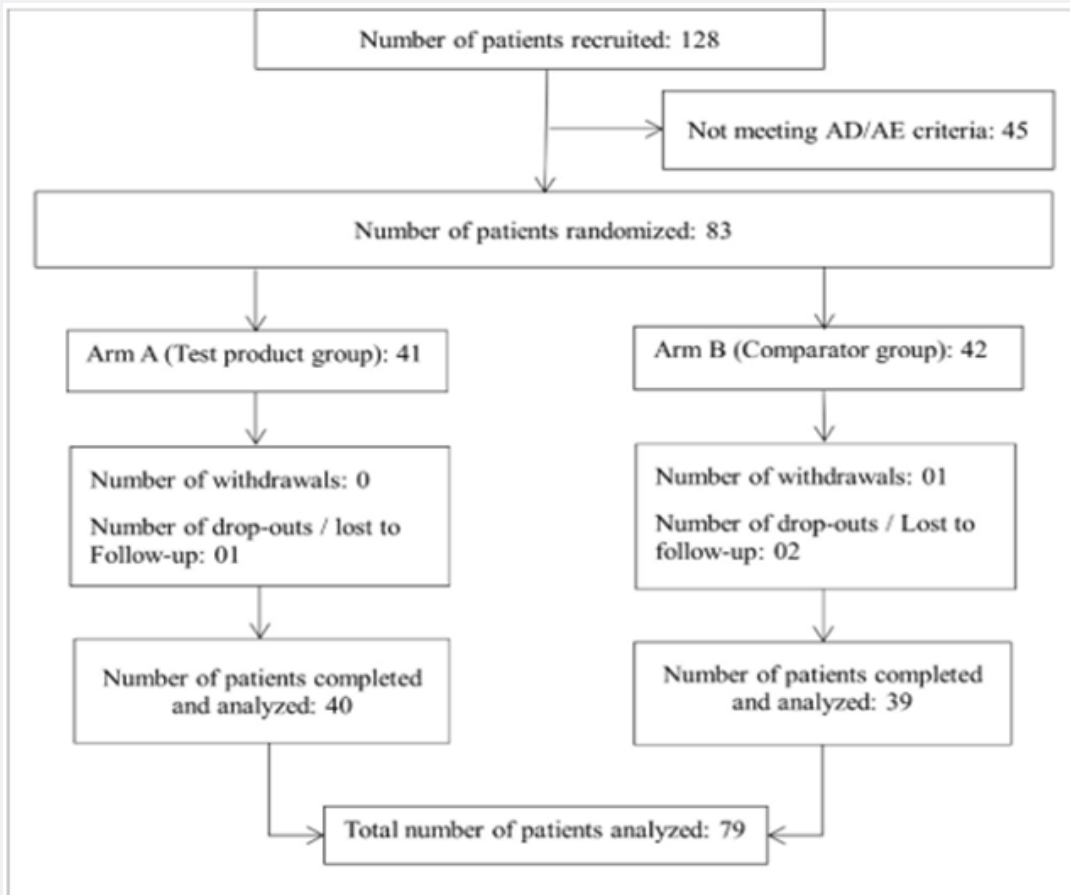 Number of patients recruited: 128
Not meeting AD/AE criteria: 45
Number of patients randomized: 83
Arm A (Test product group): 41
Arm B (Comparator group): 42
Number of withdrawals: 0
Number of drop-outs / lost to
Follow-up: 01
Number of withdrawals: 01
Number of drop-outs / Lost to
follow-up: 02
Number of patients completed
and analyzed: 40
Number of patients completed
and analyzed: 39
Total number of patients analyzed: 79